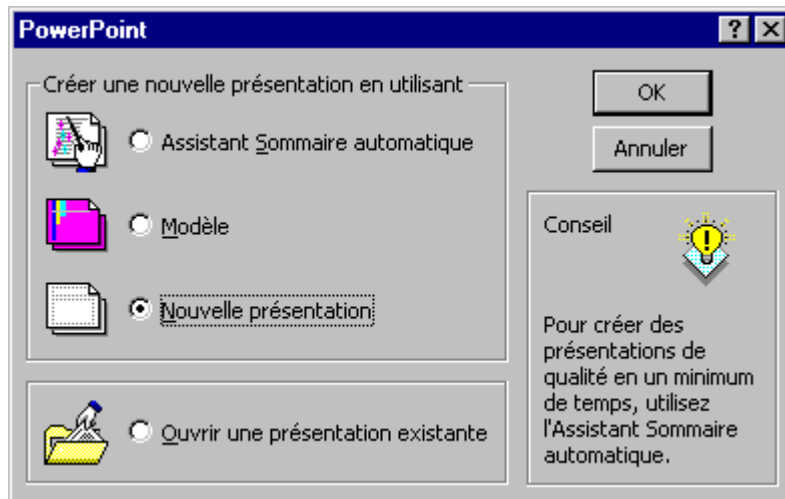 PowerPoint
Créer une nouvelle présentation en utilisant
Assistant Sommaire automatique
Modèle
Nouvelle présentation
Ouvrir une présentation existante
OK
Annuler
Conseil
Pour créer des
présentations de
qualité en un minimum
de temps, utilisez
l'Assistant Sommaire
automatique.